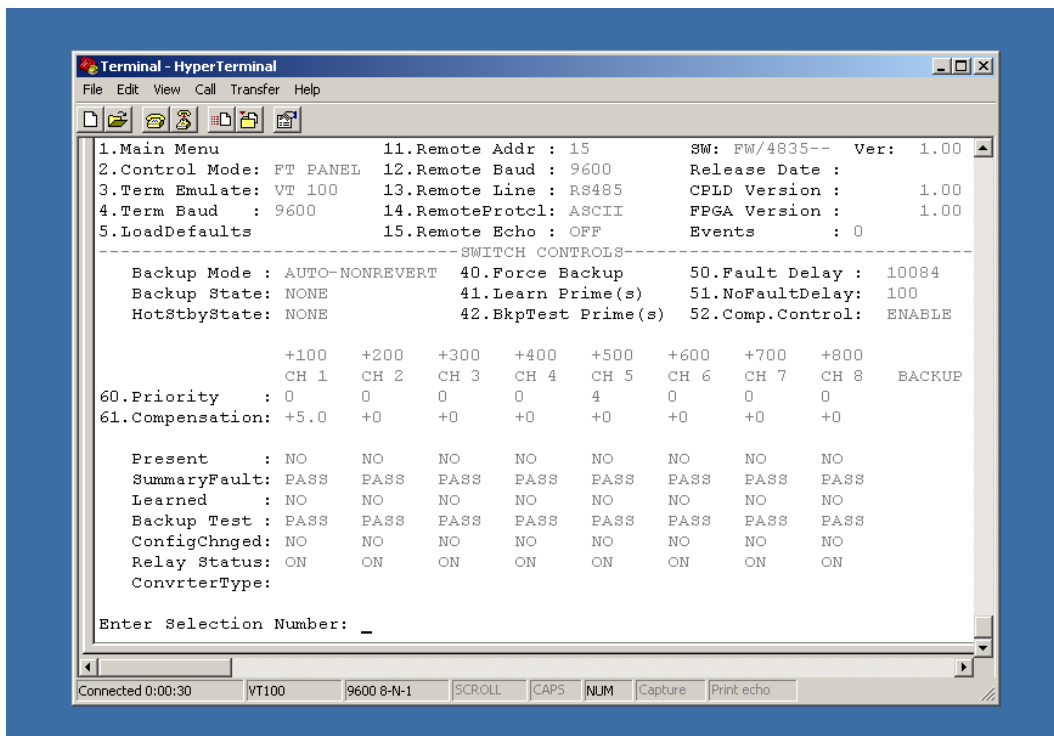 Terminal - HyperTerminal
File Edit View Call Transfer Help
1.Main Menu 11.Remote Addr : 15 SW: FW/4835-- Ver: 1.00
2.Control Mode: FT PANEL 12.Remote Baud : 9600 Release Date :
3.Term Emulate: VT 100 13.Remote Line : RS485 CPLD Version : 1.00
4.Term Baud : 9600 14.RemoteProtcl: ASCII FPGA Version : 1.00
5.LoadDefaults 15.Remote Echo : OFF Events : 0
------------------------------------SWITCH CONTROLS------------------------------------
Backup Mode : AUTO-NONREVERT 40.Force Backup 50.Fault Delay : 10084
Backup State: NONE 41.Learn Prime(s) 51.NoFaultDelay: 100
HotStbyState: NONE 42.BkpTest Prime(s) 52.Comp.Control: ENABLE
+100 +200 +300 +400 +500 +600 +700 +800
CH 1 CH 2 CH 3 CH 4 CH 5 CH 6 CH 7 CH 8 BACKUP
60.Priority : 0 0 0 0 4 0 0 0
61.Compensation: +5.0 +0 +0 +0 +0 +0 +0 +0
Present : NO NO NO NO NO NO NO NO
SummaryFault: PASS PASS PASS PASS PASS PASS PASS PASS
Learned : NO NO NO NO NO NO NO NO
Backup Test : PASS PASS PASS PASS PASS PASS PASS PASS
ConfigChnged: NO NO NO NO NO NO NO NO
Relay Status: ON ON ON ON ON ON ON ON
ConvrterType:
Enter Selection Number: _
Connected 0:00:30 VT100 9600 8-N-1 SCROLL CAPS NUM Capture Print echo